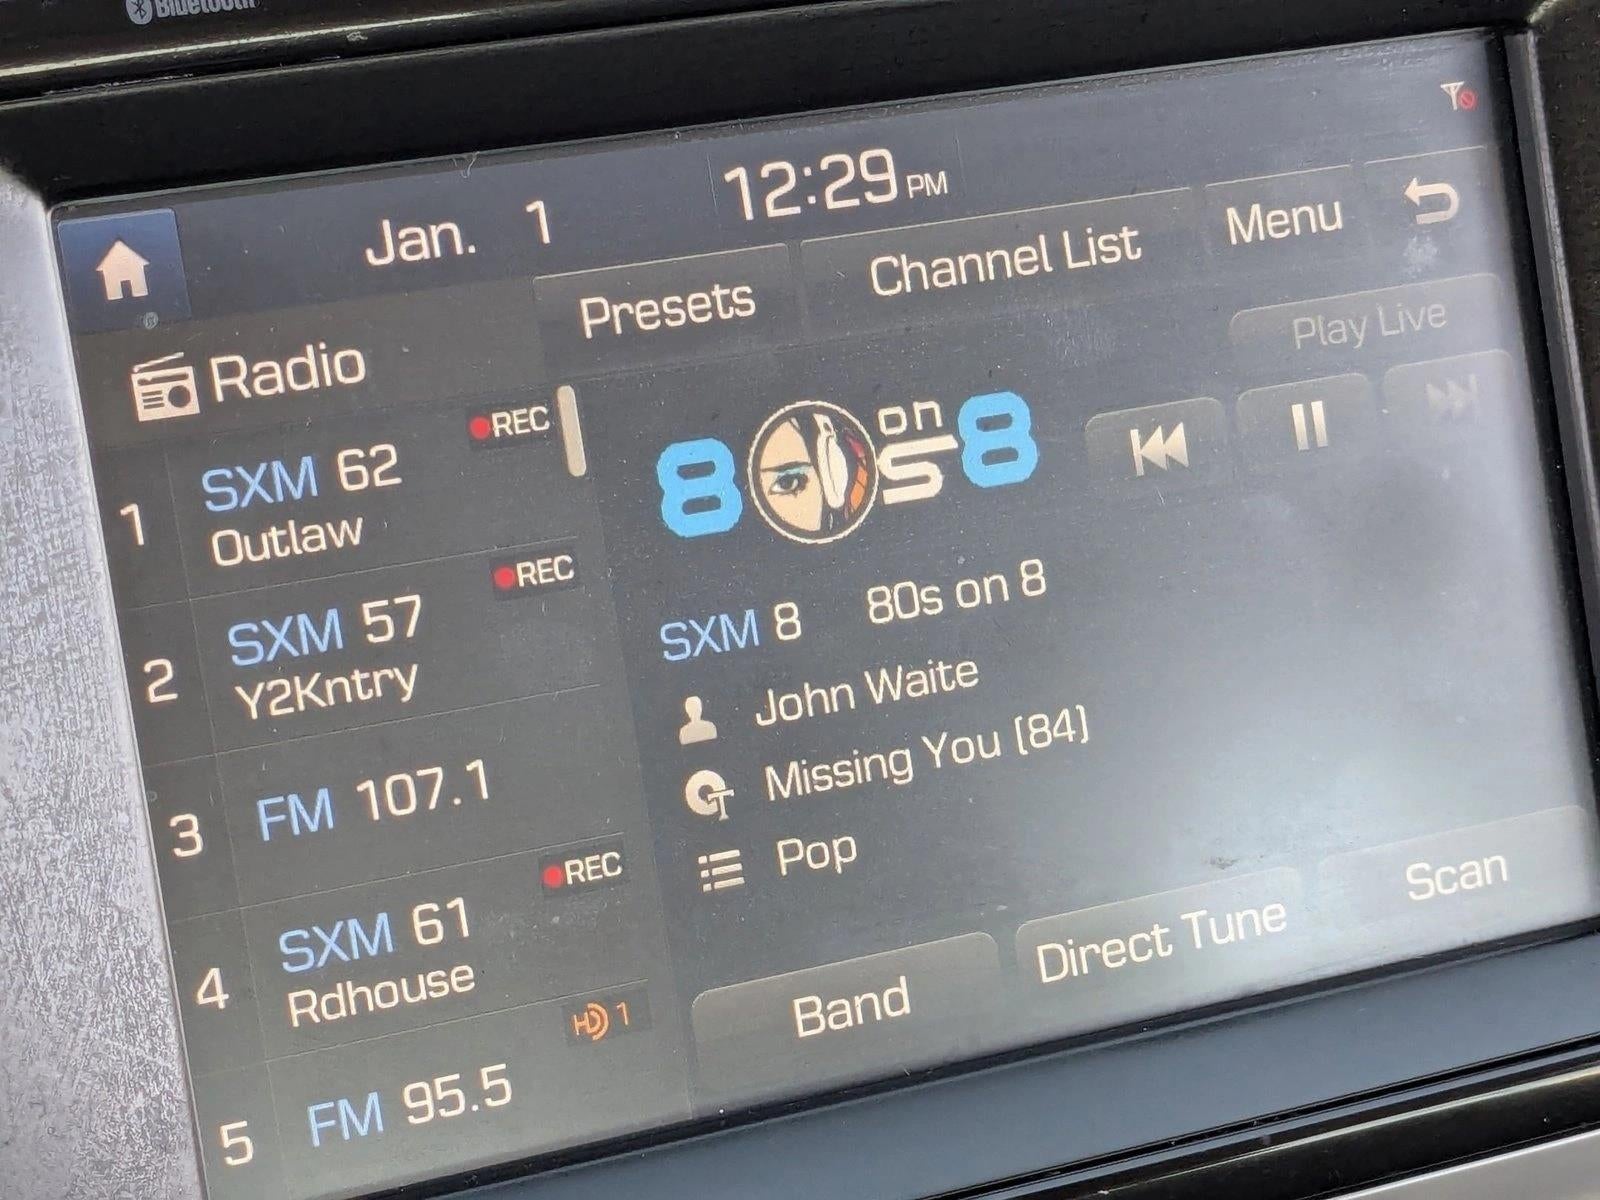 Bluetooth
Jan. 1
12:29 PM
Presets
Channel List
Menu
Radio
Play Live
1
SXM 62
REC
Outlaw
2
SXM 57
REC
Y2Kntry
3
FM 107.1
4
SXM 61
REC
Rdhouse
5
FM 95.5
HD 1
80s on 8
SXM 8 80s on 8
John Waite
Missing You (84)
Pop
Band
Direct Tune
Scan